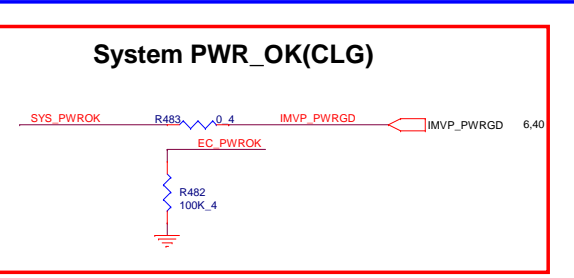 System PWR_OK(CLG)
SYS_PWROK R483 0_4 IMVP_PWRGD IMVP_PWRGD 6,40
EC_PWROK
R482
100K_4